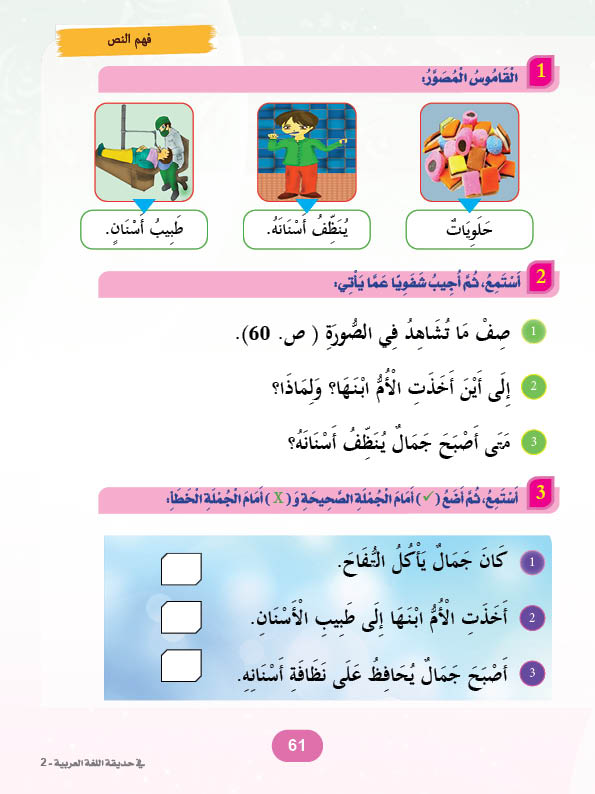 فهم النص
1 الْقَامُوسُ الْمُصَوَّرُ:
حَلَوِيَاتٌ
يُنَظِّفُ أَسْنَانَهُ.
طَبِيبُ أَسْنَانٍ.
2 أَسْتَمِعُ، ثُمَّ أُجِيبُ شَفَوِيًا عَمَّا يَأْتِي:
1 صِفْ مَا تُشَاهِدُ فِي الصُّورَةِ ( ص. 60).
2 إِلَى أَيْنَ أَخَذَتِ الْأُمُّ ابْنَهَا؟ وَلِمَاذَا؟
3 مَتَى أَصْبَحَ جَمَالٌ يُنَظِّفُ أَسْنَانَهُ؟
3 أَسْتَمِعُ، ثُمَّ أَضَعُ (✓) أَمَامَ الْجُمْلَةِ الصَّحِيحَةِ وَ( X ) أَمَامَ الْجُمْلَةِ الْخَطَأِ:
1 كَانَ جَمَالٌ يَأْكُلُ التُّفَاحَ.
2 أَخَذَتِ الْأُمُّ ابْنَهَا إِلَى طَبِيبِ الْأَسْنَانِ.
3 أَصْبَحَ جَمَالٌ يُحَافِظُ عَلَى نَظَافَةِ أَسْنَانِهِ.
61
في حديقة اللغة العربية - 2